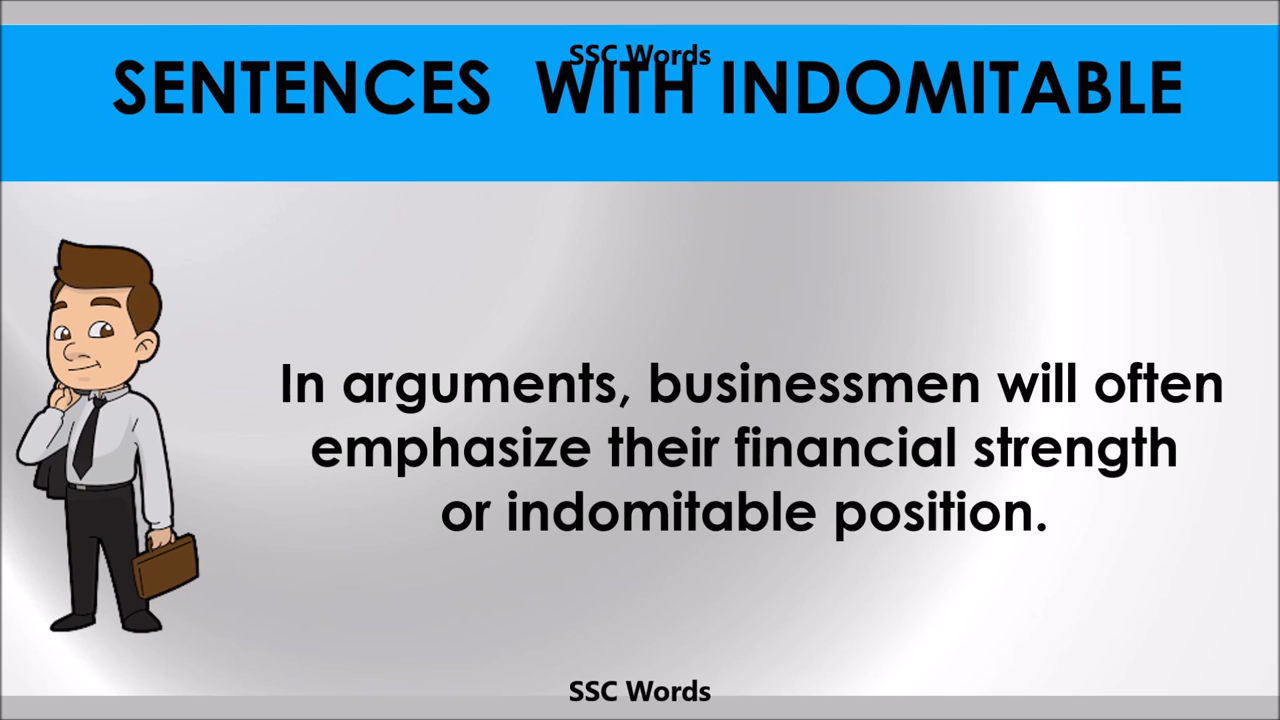 SSC Words
SENTENCES WITH INDOMITABLE
In arguments, businessmen will often
emphasize their financial strength
or indomitable position.
SSC Words